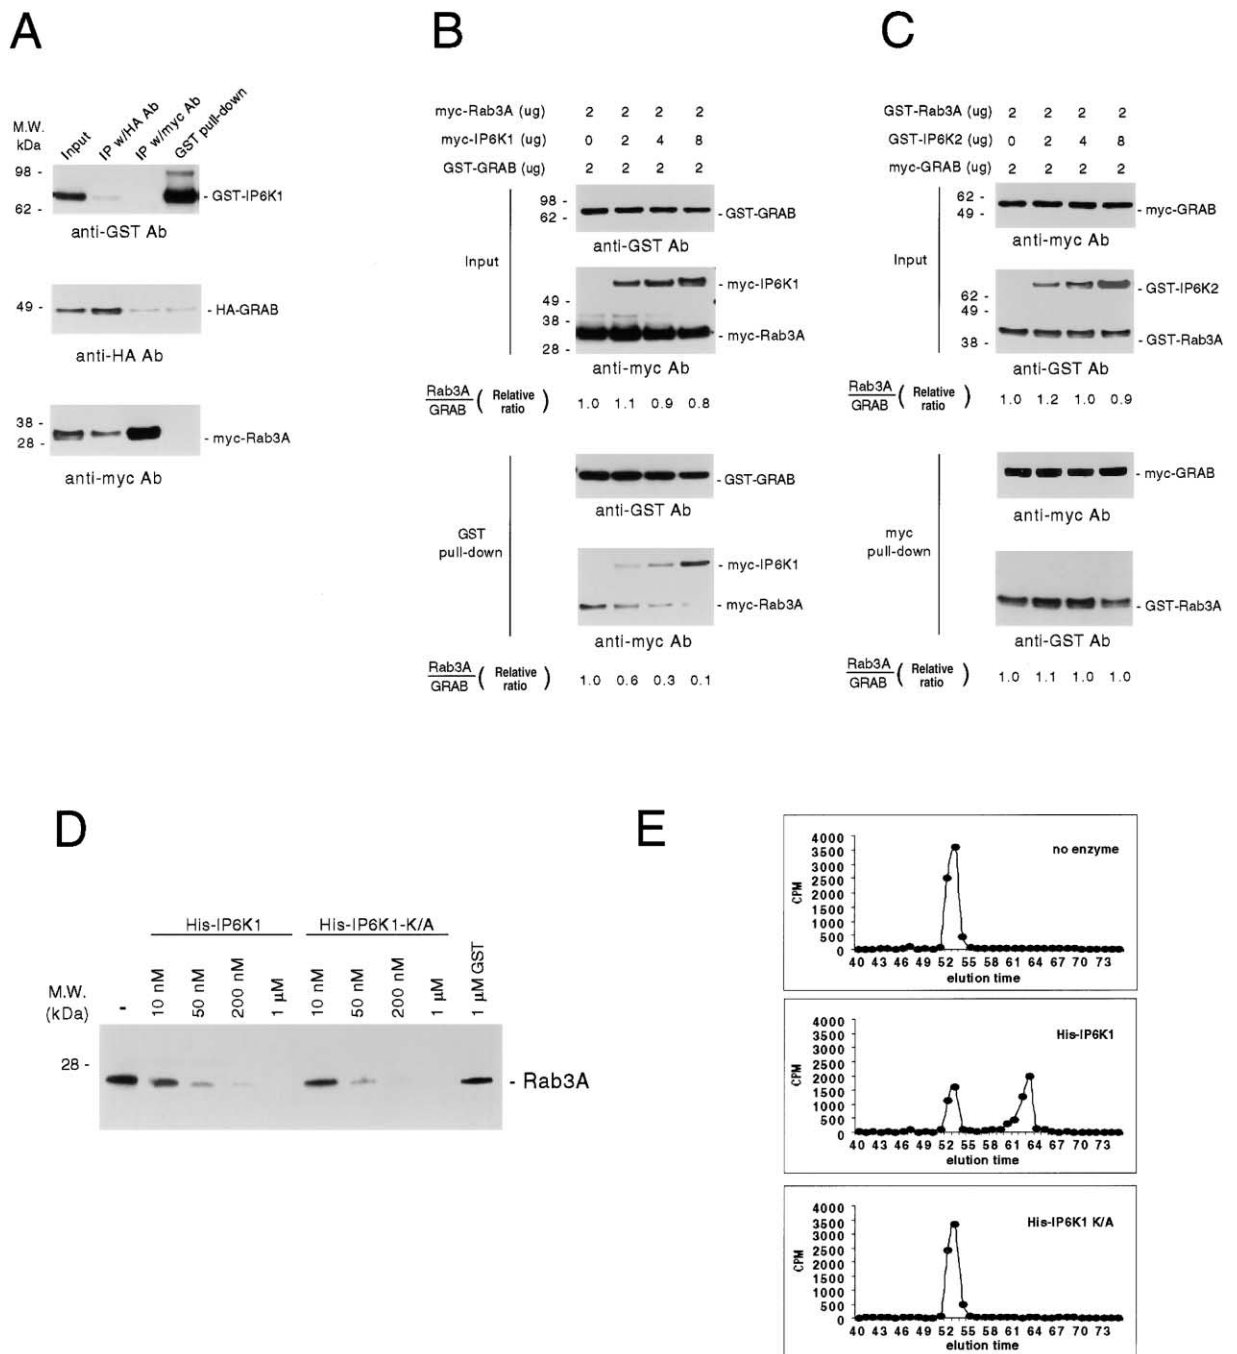 A
M.W.
kDa
Input
IP w/HA Ab
IP w/myc Ab
GST pull-down
98 -
62 -
- GST-IP6K1
anti-GST Ab
49 -
- HA-GRAB
anti-HA Ab
38 -
28 -
- myc-Rab3A
anti-myc Ab
B
myc-Rab3A (ug) 2 2 2 2
myc-IP6K1 (ug) 0 2 4 8
GST-GRAB (ug) 2 2 2 2
Input
98 -
62 -
- GST-GRAB
anti-GST Ab
- myc-IP6K1
49 -
38 -
28 -
- myc-Rab3A
anti-myc Ab
Rab3A
GRAB
( Relative
ratio )
1.0 1.1 0.9 0.8
GST
pull-down
- GST-GRAB
anti-GST Ab
- myc-IP6K1
- myc-Rab3A
anti-myc Ab
Rab3A
GRAB
( Relative
ratio )
1.0 0.6 0.3 0.1
C
GST-Rab3A (ug) 2 2 2 2
GST-IP6K2 (ug) 0 2 4 8
myc-GRAB (ug) 2 2 2 2
Input
62 -
49 -
- myc-GRAB
anti-myc Ab
- GST-IP6K2
62 -
49 -
38 -
- GST-Rab3A
anti-GST Ab
Rab3A
GRAB
( Relative
ratio )
1.0 1.2 1.0 0.9
myc
pull-down
- myc-GRAB
anti-myc Ab
- GST-Rab3A
anti-GST Ab
Rab3A
GRAB
( Relative
ratio )
1.0 1.1 1.0 1.0
D
His-IP6K1
His-IP6K1-K/A
M.W.
(kDa)
-
10 nM
50 nM
200 nM
1 μM
10 nM
50 nM
200 nM
1 μM
1 μM GST
28 -
- Rab3A
E
no enzyme
CPM
4000
3500
3000
2500
2000
1500
1000
500
0
40 43 46 49 52 55 58 61 64 67 70 73
elution time
His-IP6K1
CPM
4000
3500
3000
2500
2000
1500
1000
500
0
40 43 46 49 52 55 58 61 64 67 70 73
elution time
His-IP6K1 K/A
CPM
4000
3500
3000
2500
2000
1500
1000
500
0
40 43 46 49 52 55 58 61 64 67 70 73
elution time